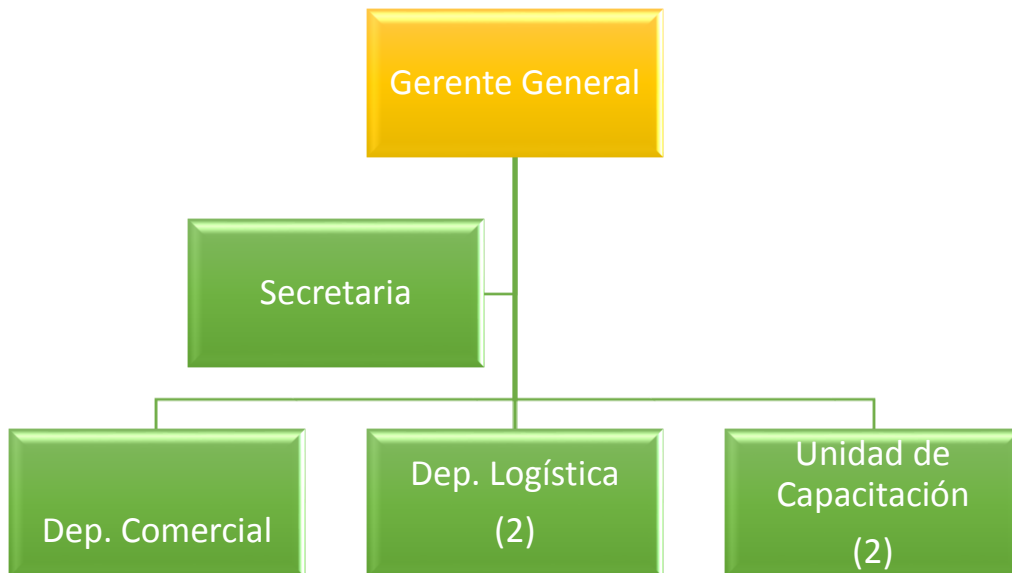 Gerente General
Secretaria
Dep. Comercial
Dep. Logística
(2)
Unidad de
Capacitación
(2)